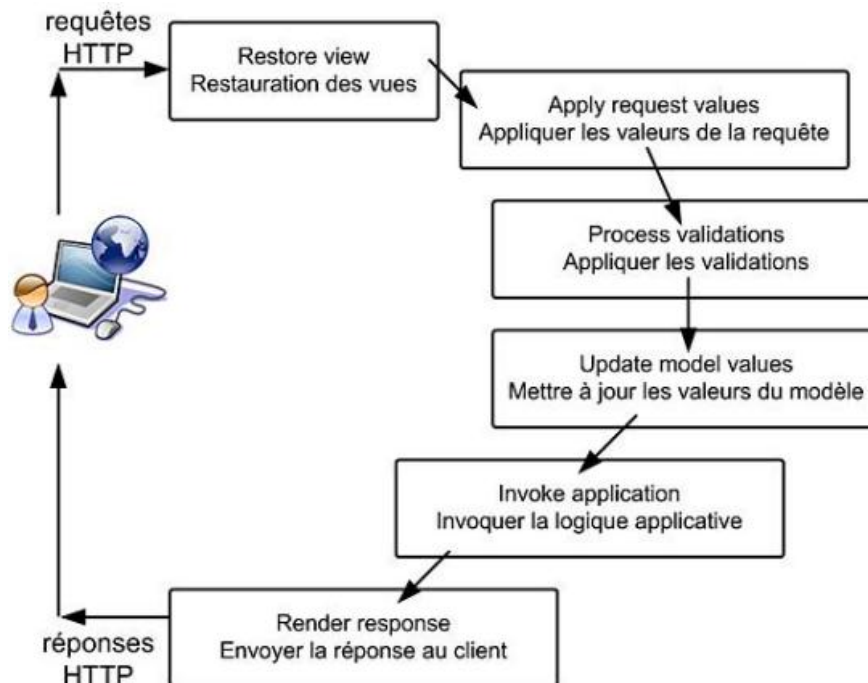 requêtes
HTTP
Restore view
Restauration des vues
Apply request values
Appliquer les valeurs de la requête
Process validations
Appliquer les validations
Update model values
Mettre à jour les valeurs du modèle
Invoke application
Invoquer la logique applicative
Render response
Envoyer la réponse au client
réponses
HTTP